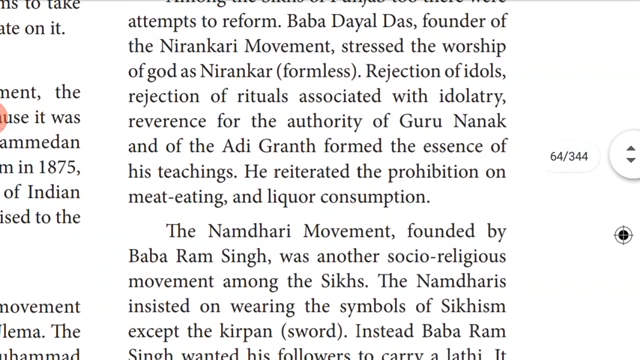 ms to take
ate on it.
ment, the
ause it was
ammedan
m in 1875,
of Indian
ised to the
movement
lema. The
uhammad
Among the Sikhs of Punjab too there were
attempts to reform. Baba Dayal Das, founder of
the Nirankari Movement, stressed the worship
of god as Nirankar (formless). Rejection of idols,
rejection of rituals associated with idolatry,
reverence for the authority of Guru Nanak
and of the Adi Granth formed the essence of
his teachings. He reiterated the prohibition on
meat-eating, and liquor consumption.
The Namdhari Movement, founded by
Baba Ram Singh, was another socio-religious
movement among the Sikhs. The Namdharis
insisted on wearing the symbols of Sikhism
except the kirpan (sword). Instead Baba Ram
Singh wanted his followers to carry a lathi. It
64/344